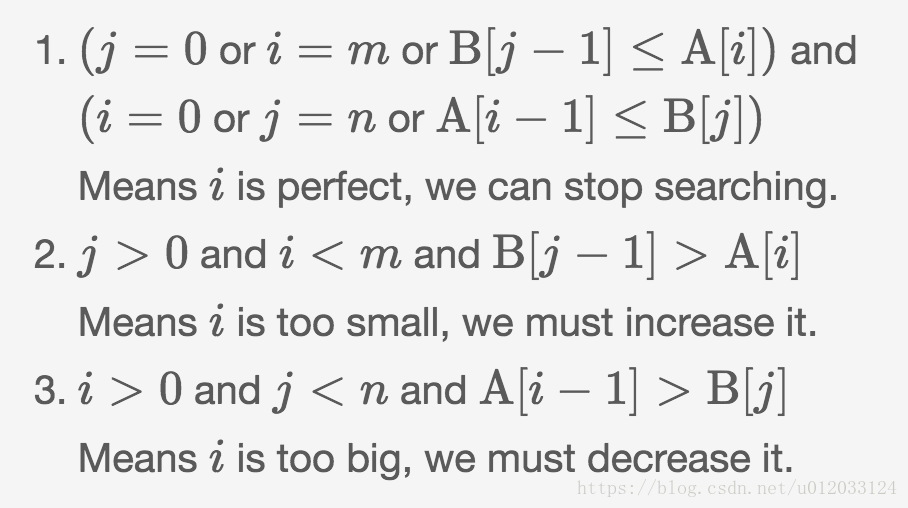 1. (j = 0 or i = m or B[j − 1] ≤ A[i]) and
(i = 0 or j = n or A[i − 1] ≤ B[j])
Means i is perfect, we can stop searching.
2. j > 0 and i < m and B[j − 1] > A[i]
Means i is too small, we must increase it.
3. i > 0 and j < n and A[i − 1] > B[j]
Means i is too big, we must decrease it.
https://blog.csdn.net/u012033124